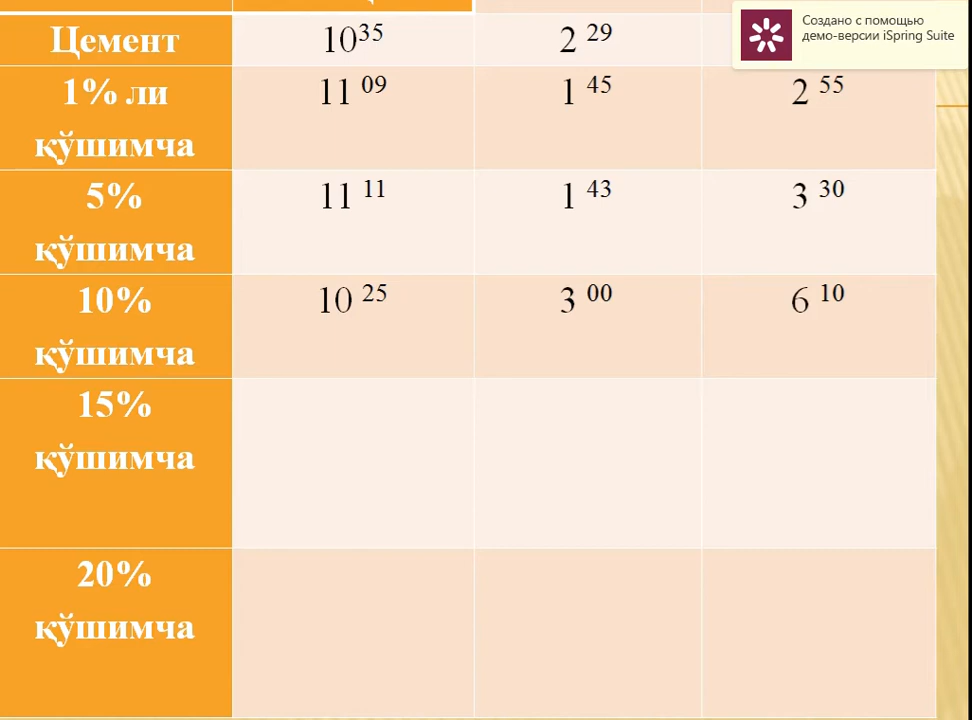 Цемент 10³⁵ 2 ²⁹
Создано с помощью
демо-версии iSpring Suite
1% ли
қўшимча 11 ⁰⁹ 1 ⁴⁵ 2 ⁵⁵
5%
қўшимча 11 ¹¹ 1 ⁴³ 3 ³⁰
10%
қўшимча 10 ²⁵ 3 ⁰⁰ 6 ¹⁰
15%
қўшимча
20%
қўшимча